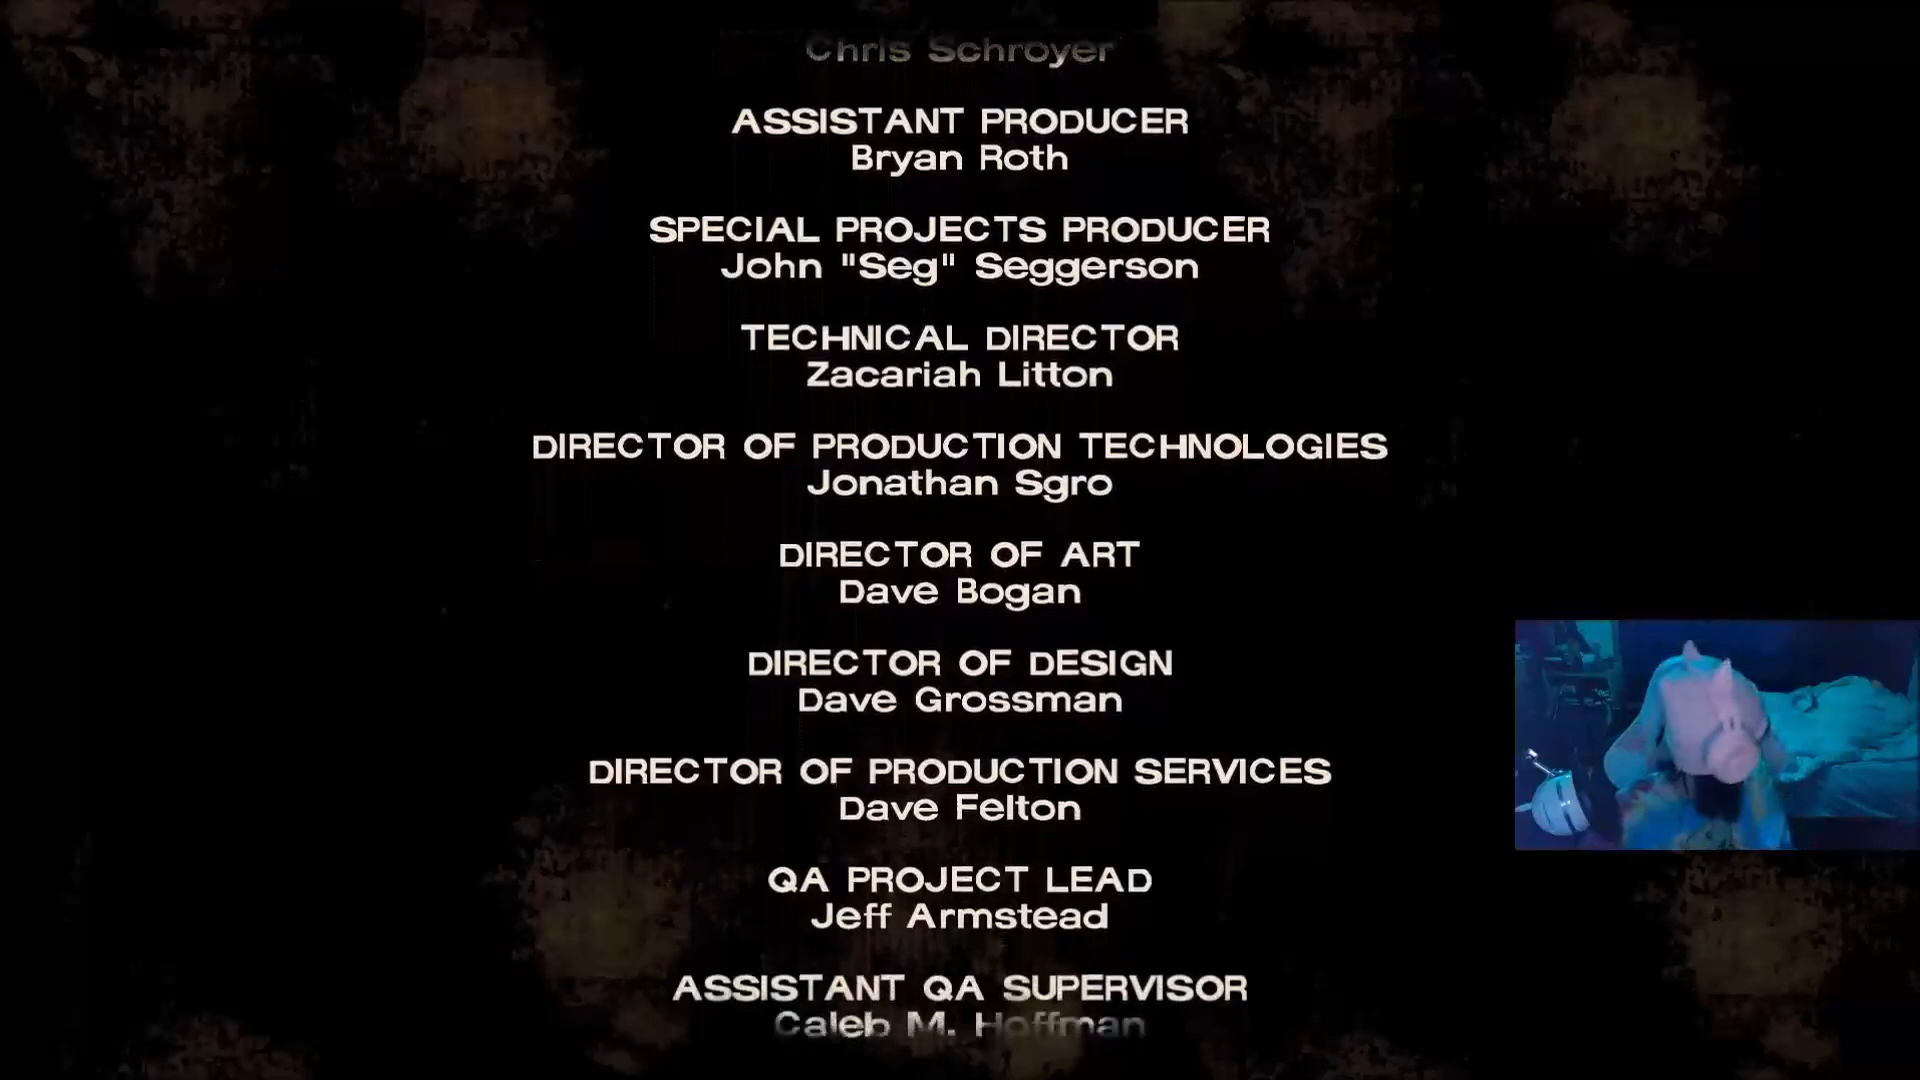 Chris Schroyer
ASSISTANT PRODUCER
Bryan Roth
SPECIAL PROJECTS PRODUCER
John "Seg" Seggerson
TECHNICAL DIRECTOR
Zacariah Litton
DIRECTOR OF PRODUCTION TECHNOLOGIES
Jonathan Sgro
DIRECTOR OF ART
Dave Bogan
DIRECTOR OF DESIGN
Dave Grossman
DIRECTOR OF PRODUCTION SERVICES
Dave Felton
QA PROJECT LEAD
Jeff Armstead
ASSISTANT QA SUPERVISOR
Caleb M. Hoffman